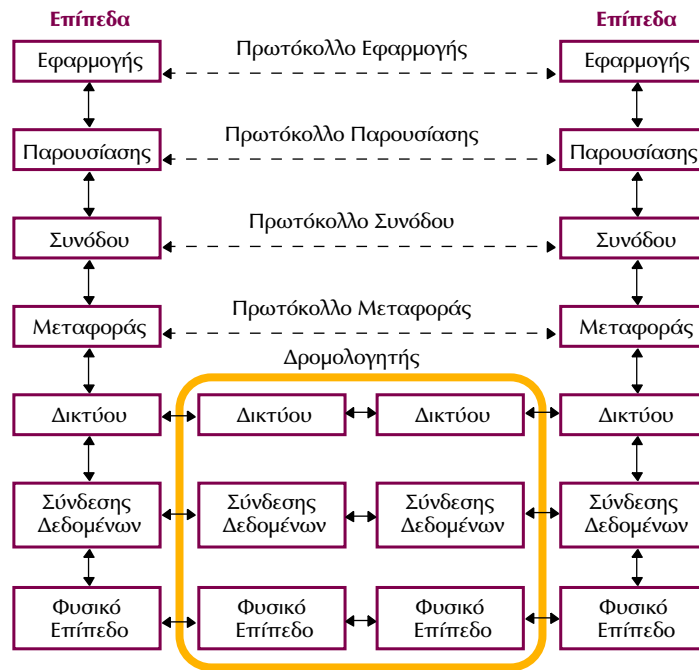 Επίπεδα
Επίπεδα
Εφαρμογής
Πρωτόκολλο Εφαρμογής
Εφαρμογής
Παρουσίασης
Πρωτόκολλο Παρουσίασης
Παρουσίασης
Συνόδου
Πρωτόκολλο Συνόδου
Συνόδου
Μεταφοράς
Πρωτόκολλο Μεταφοράς
Μεταφοράς
Δρομολογητής
Δικτύου
Δικτύου
Δικτύου
Δικτύου
Σύνδεσης
Δεδομένων
Σύνδεσης
Δεδομένων
Σύνδεσης
Δεδομένων
Σύνδεσης
Δεδομένων
Φυσικό
Επίπεδο
Φυσικό
Επίπεδο
Φυσικό
Επίπεδο
Φυσικό
Επίπεδο